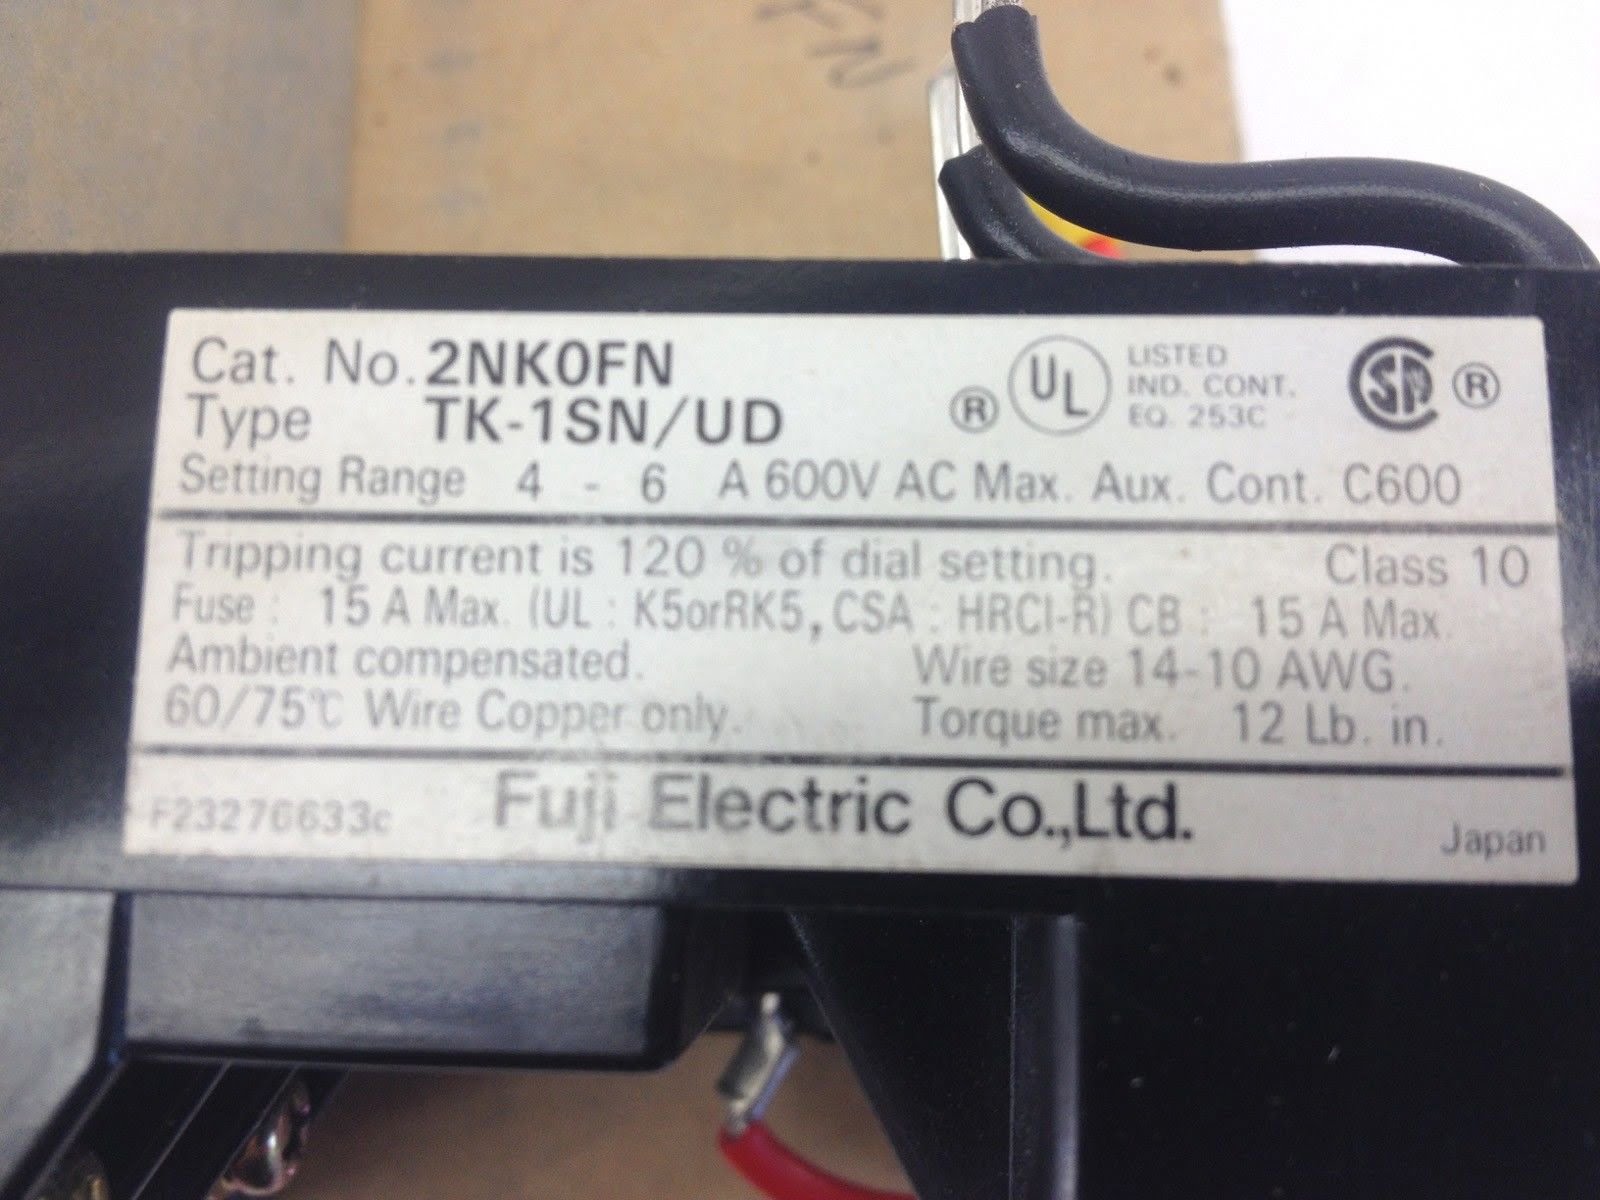 Cat. No. 2NK0FN
Type TK-1SN/UD
® UL LISTED
IND. CONT.
EQ. 253C
SA ®
Setting Range 4 - 6 A 600V AC Max. Aux. Cont. C600
Tripping current is 120 % of dial setting. Class 10
Fuse : 15 A Max. (UL : K5orRK5, CSA : HRCI-R) CB : 15 A Max.
Ambient compensated. Wire size 14-10 AWG.
60/75℃ Wire Copper only. Torque max. 12 Lb. in.
F23276633c Fuji Electric Co.,Ltd. Japan